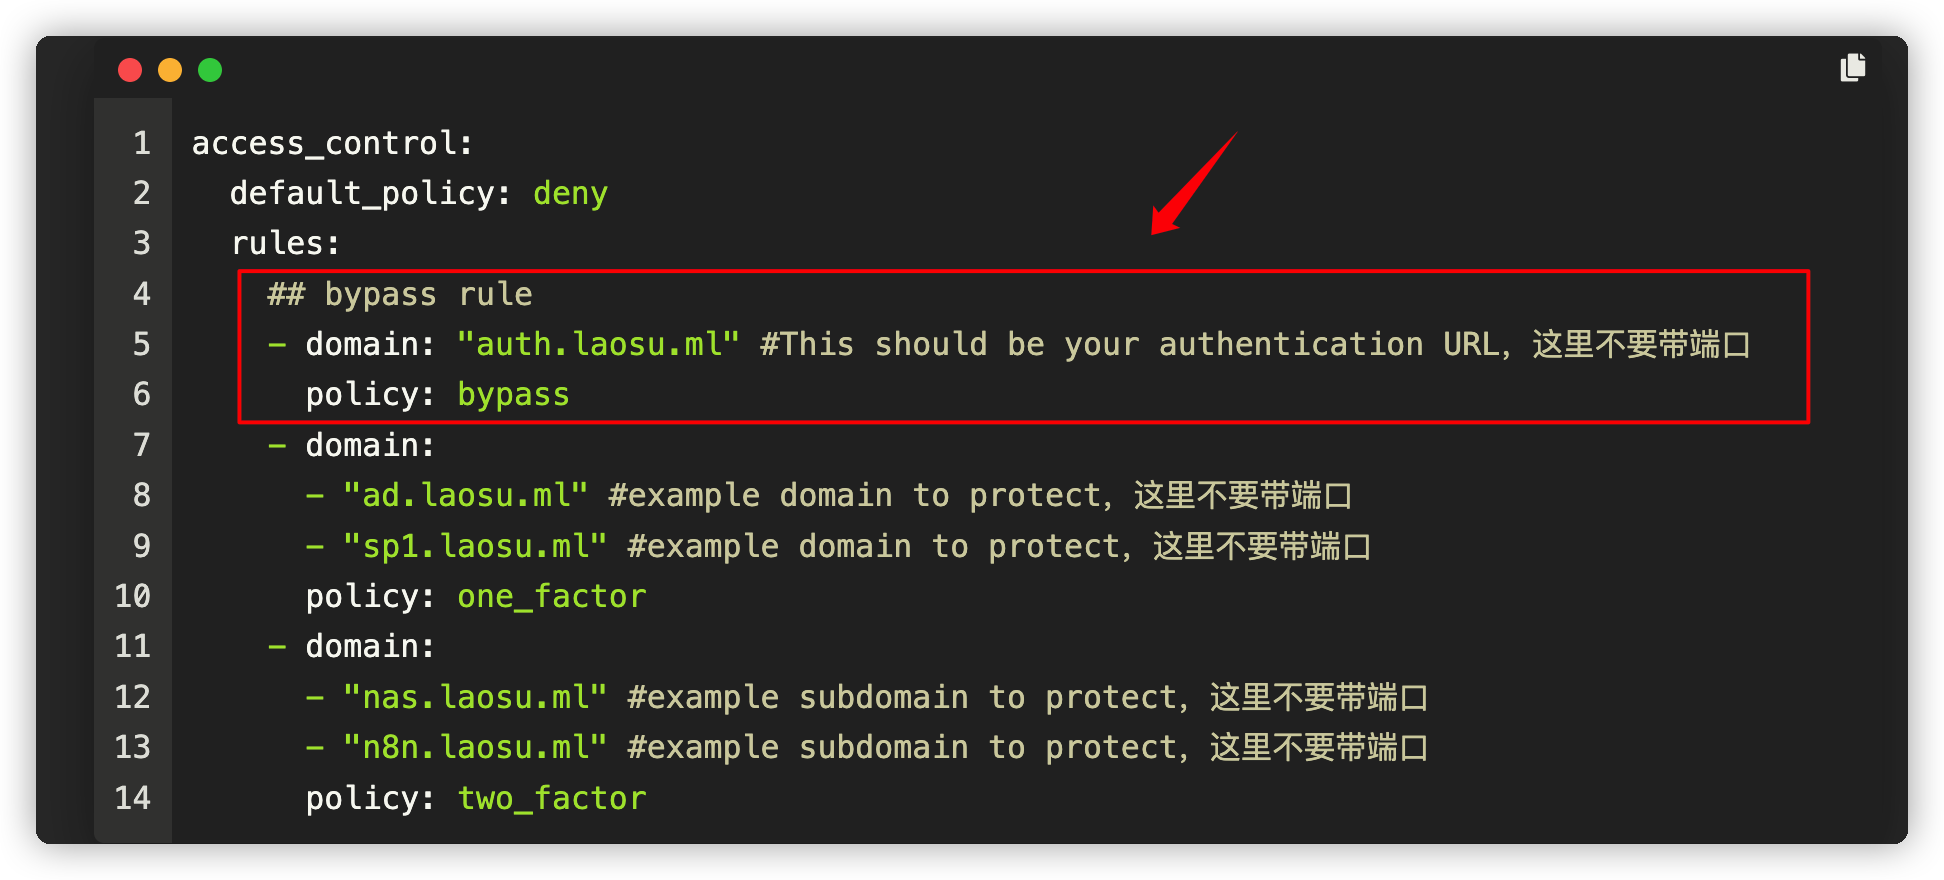 1 access_control:
2   default_policy: deny
3   rules:
4     ## bypass rule
5     - domain: "auth.laosu.ml" #This should be your authentication URL，这里不要带端口
6       policy: bypass
7     - domain:
8       - "ad.laosu.ml" #example domain to protect，这里不要带端口
9       - "sp1.laosu.ml" #example domain to protect，这里不要带端口
10       policy: one_factor
11     - domain:
12       - "nas.laosu.ml" #example subdomain to protect，这里不要带端口
13       - "n8n.laosu.ml" #example subdomain to protect，这里不要带端口
14       policy: two_factor